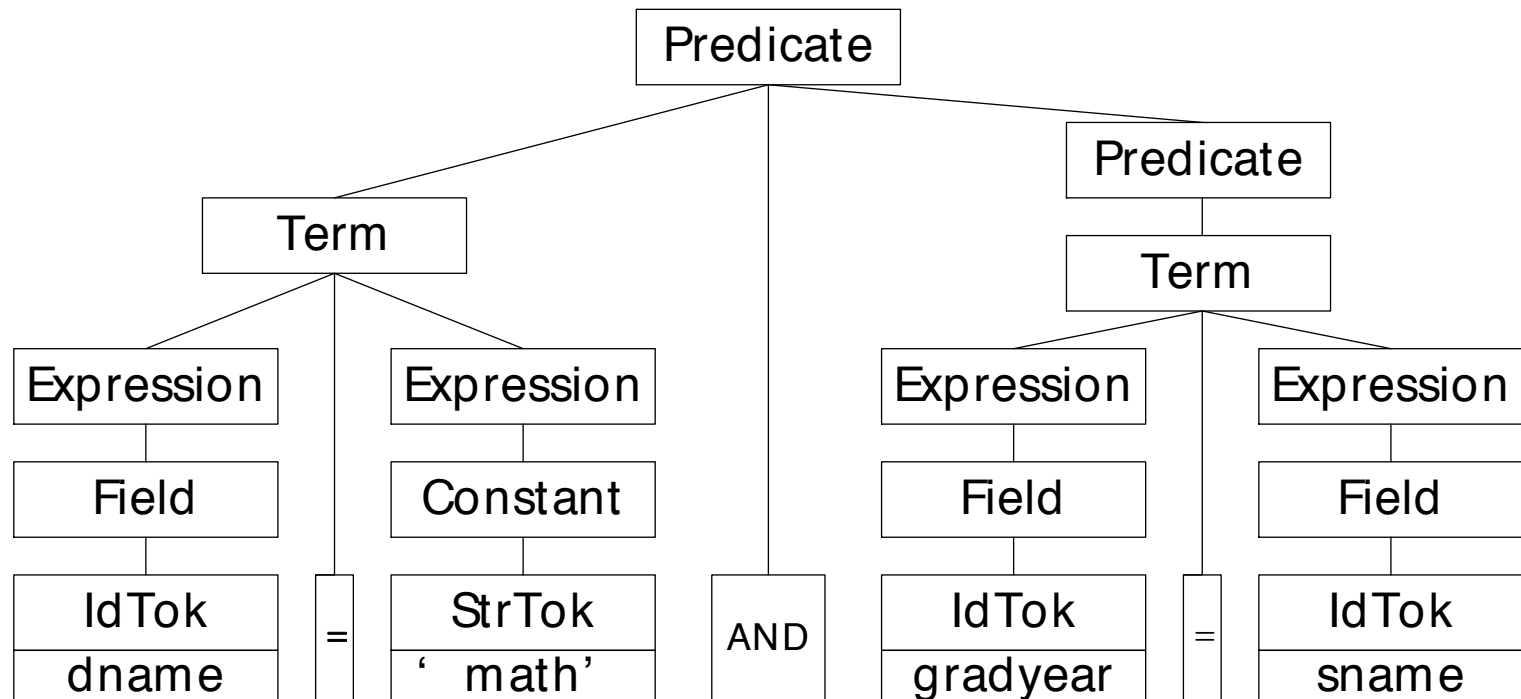 Predicate
Predicate
Term
Term
Expression
Expression
Expression
Expression
Field
Constant
Field
Field
IdTok
=
StrTok
AND
IdTok
=
IdTok
dname
‘ math’
gradyear
sname